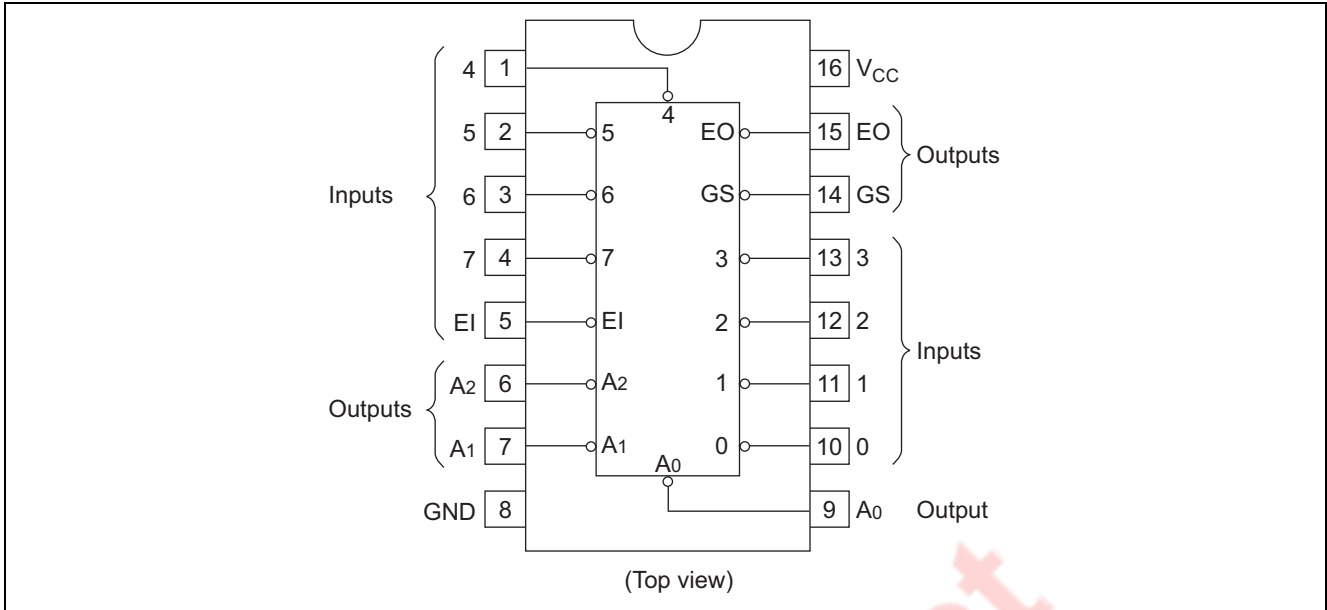 4 1 16 VCC
4
5 2 5 EO 15 EO
Outputs
Inputs 6 3 6 GS 14 GS
7 4 7 3 13 3
EI 5 EI 2 12 2
Inputs
A2 6 A2 1 11 1
Outputs
A1 7 A1 0 10 0
A0
GND 8 9 A0 Output
(Top view)